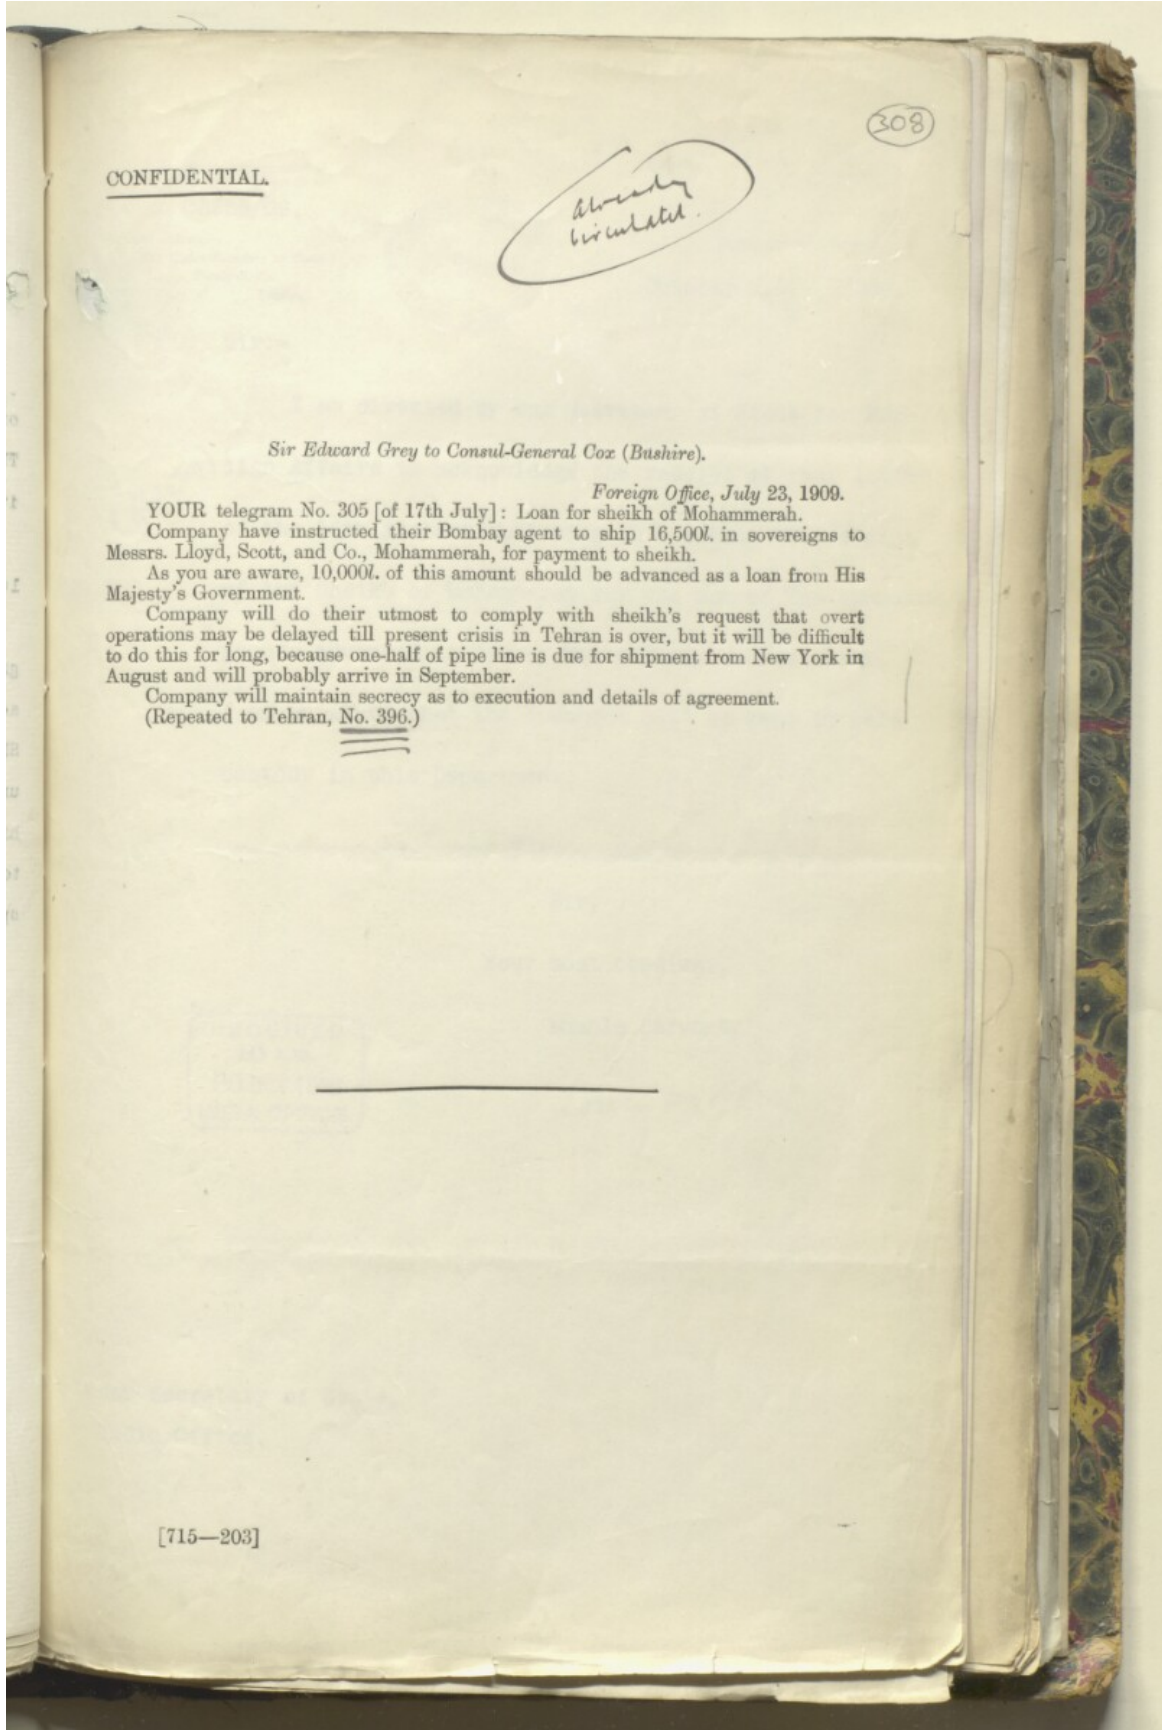 308
CONFIDENTIAL.
Already
circulated.
Sir Edward Grey to Consul-General Cox (Bushire).
Foreign Office, July 23, 1909.
YOUR telegram No. 305 [of 17th July]: Loan for sheikh of Mohammerah.
Company have instructed their Bombay agent to ship 16,500l. in sovereigns to
Messrs. Lloyd, Scott, and Co., Mohammerah, for payment to sheikh.
As you are aware, 10,000l. of this amount should be advanced as a loan from His
Majesty's Government.
Company will do their utmost to comply with sheikh's request that overt
operations may be delayed till present crisis in Tehran is over, but it will be difficult
to do this for long, because one-half of pipe line is due for shipment from New York in
August and will probably arrive in September.
Company will maintain secrecy as to execution and details of agreement.
(Repeated to Tehran, No. 396.)
[715—203]